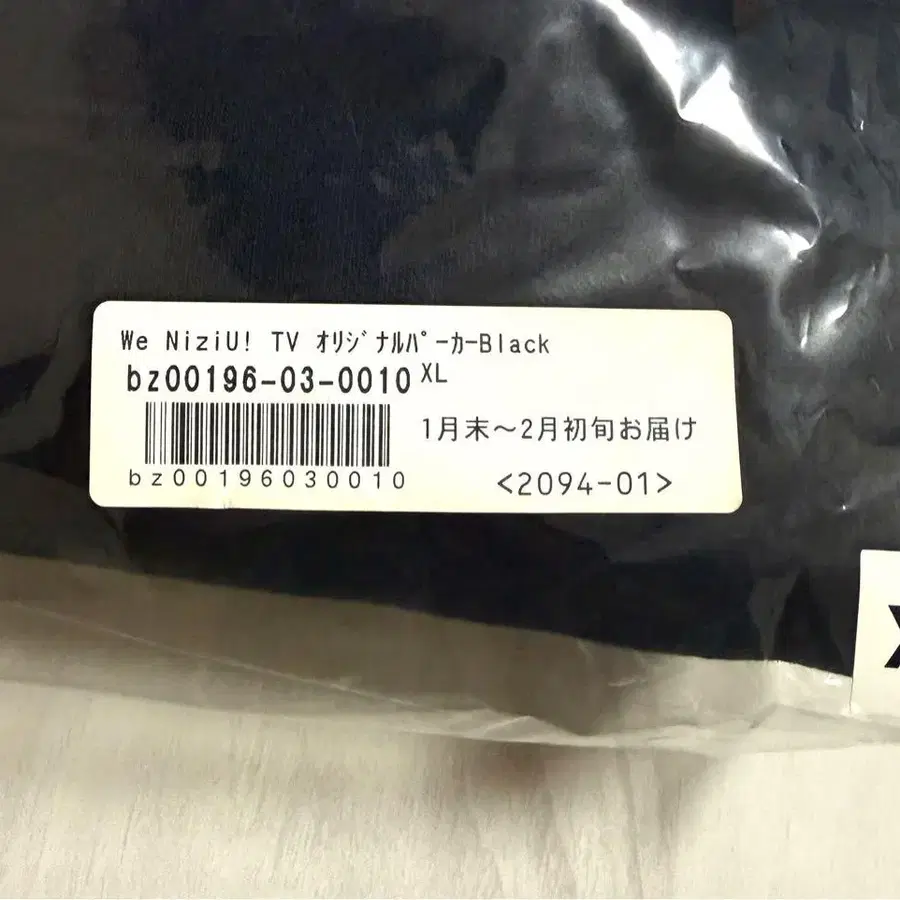 We NiziU! TV ｵﾘｼﾞﾅﾙﾊﾟｰｶｰBlack
bz00196-03-0010 XL
1月末～2月初旬お届け
bz00196030010
<2094-01>
X